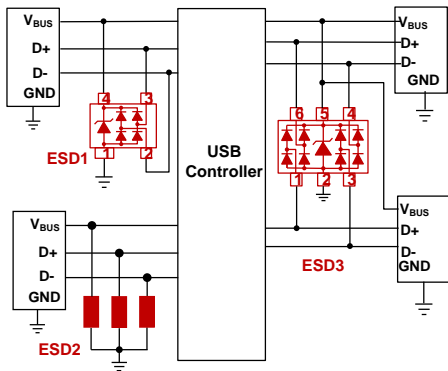 VBUS
D+
D-
GND
4 3
1 2
ESD1
VBUS
D+
D-
GND
ESD2
USB
Controller
VBUS
D+
D-
GND
6 5 4
1 2 3
ESD3
VBUS
D+
D-
GND